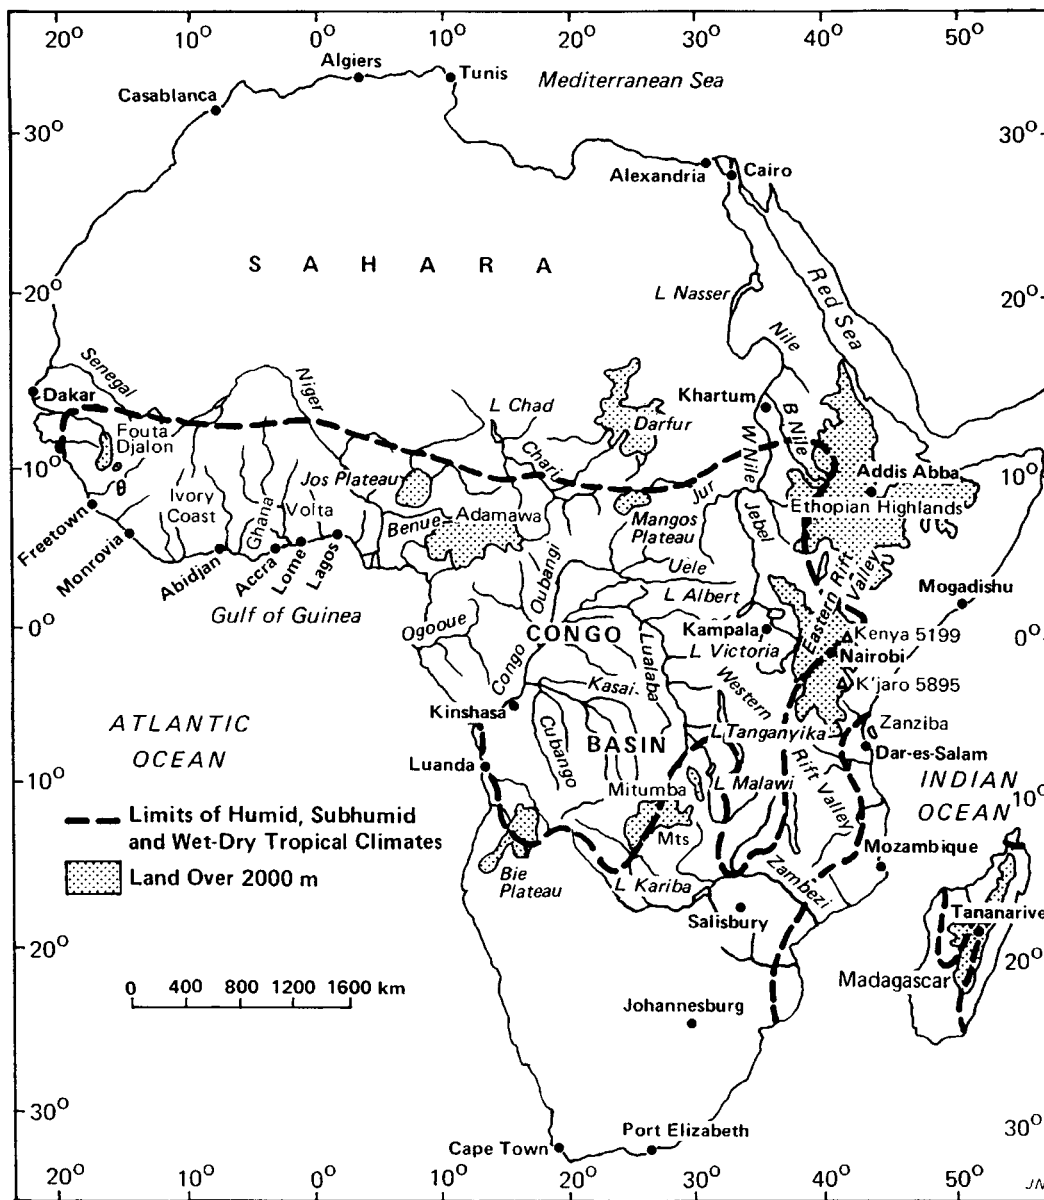 20° 10° 0° 10° 20° 30° 40° 50°
Algiers
Tunis
Mediterranean Sea
Casablanca
30° 30°
Alexandria
Cairo
S A H A R A
Red Sea
20° 20°
L Nasser
Nile
Senegal
Niger
Dakar
Khartum
L Chad
Fouta
Djalon
Darfur
B Nile
W Nile
Chari
10° 10°
Jos Plateau
Jur
Addis Abba
Ivory
Coast
Ghana
Volta
Benue
Adamawa
Mangos
Plateau
Jebel
Ethopian Highlands
Freetown
Monrovia
Abidjan
Accra
Lome
Lagos
Oubangi
Uele
Eastern Rift
Valley
Mogadishu
L Albert
Gulf of Guinea
Ogooue
0° 0°
CONGO
Lualaba
Kampala
Kenya 5199
L Victoria
Nairobi
Congo
Kasai
Western
K'jaro 5895
Kinshasa
Zanziba
ATLANTIC
OCEAN
Cubango
BASIN
L Tanganyika
Dar-es-Salam
Luanda
Rift Valley
10° 10°
INDIAN
OCEAN
Mitumba
L Malawi
Limits of Humid, Subhumid
and Wet-Dry Tropical Climates
Mts
Mozambique
Land Over 2000 m
Bie
Plateau
L Kariba
Zambezi
Salisbury
Tananarive
20° 20°
Madagascar
0 400 800 1200 1600 km
Johannesburg
30° 30°
Port Elizabeth
Cape Town
20° 10° 0° 10° 20° 30° 40° 50°
JN